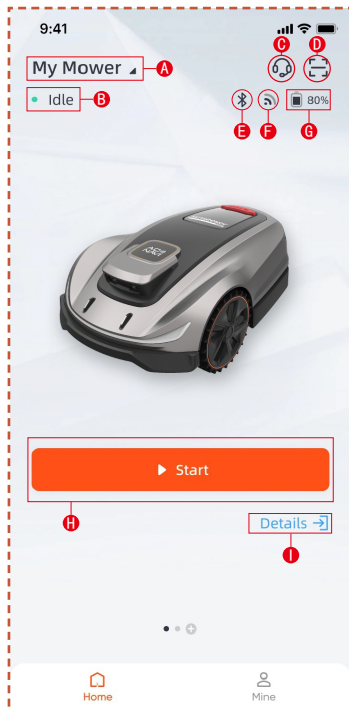 9:41
C
D
My Mower
A
Idle
B
E
F
80%
G
Start
H
Details
I
Home
Mine